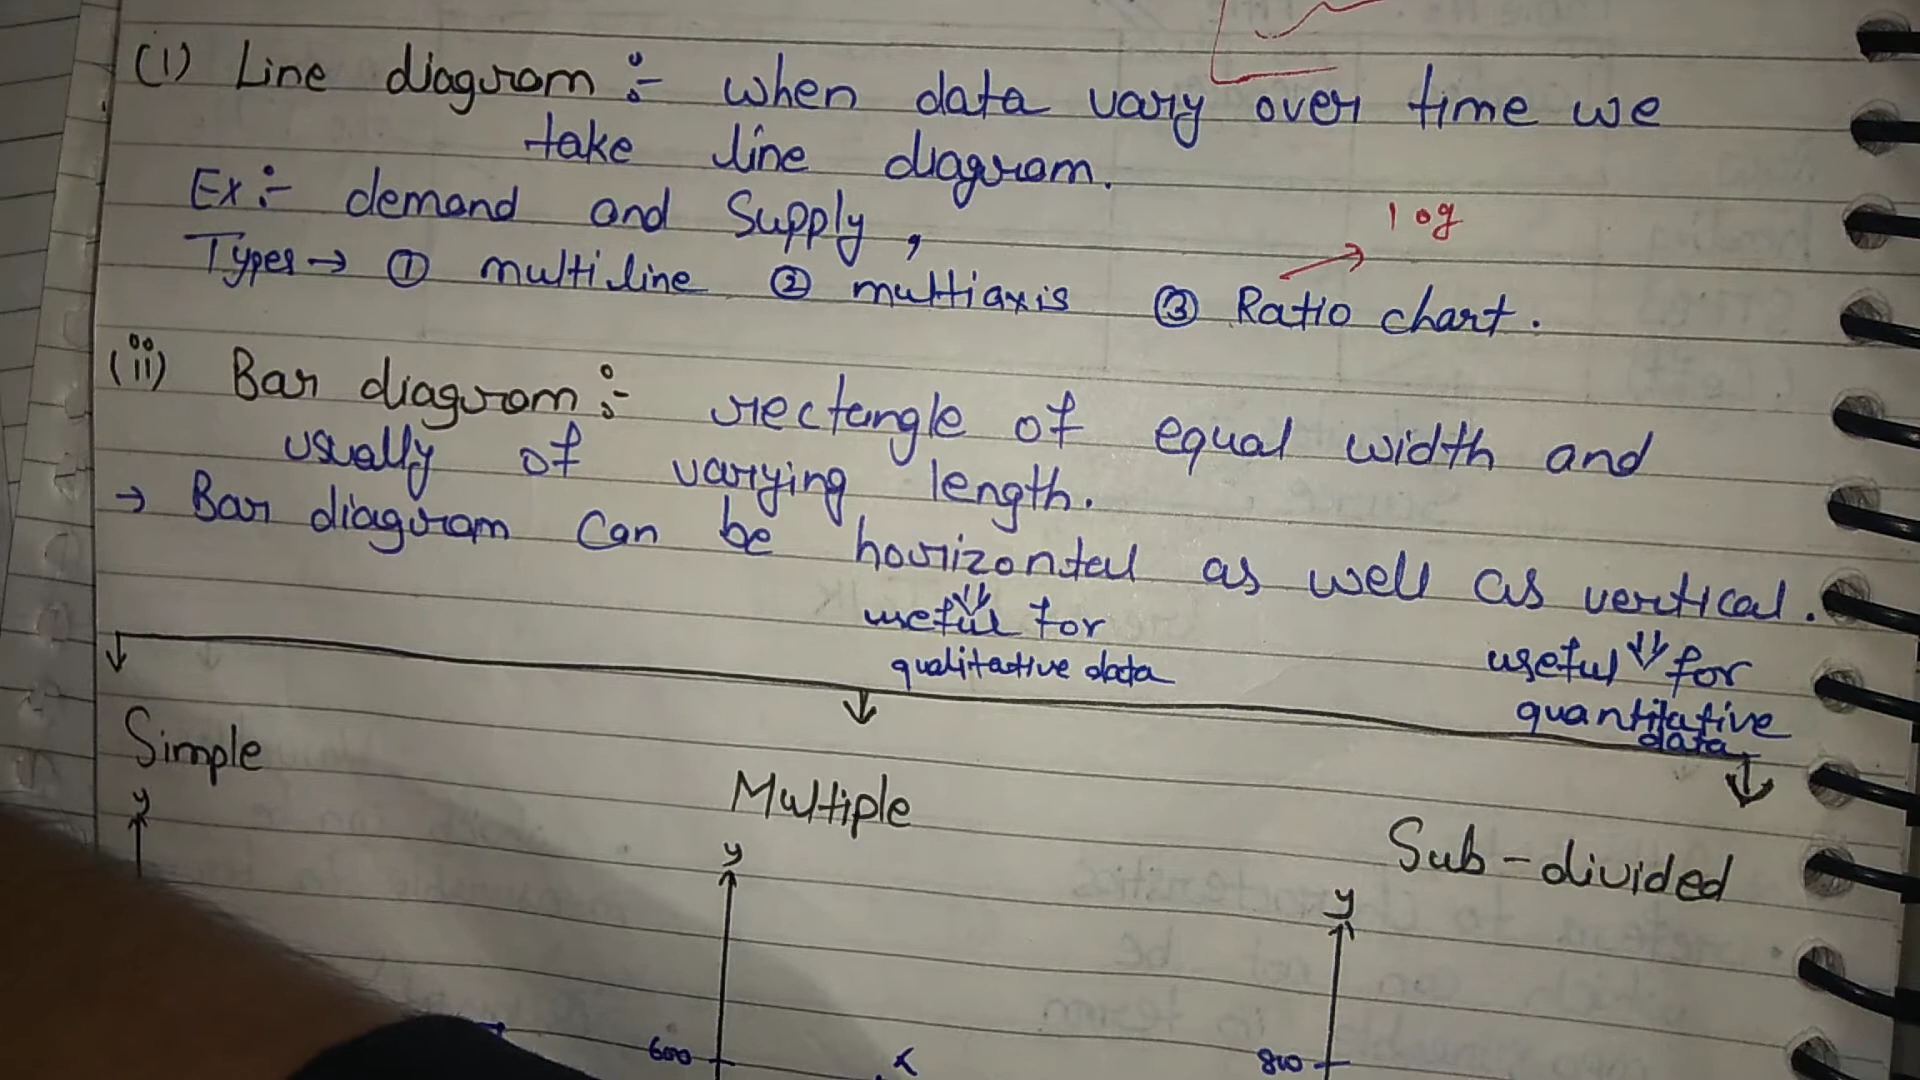 (i) Line diagram :- when data vary over time we
take line diagram.
Ex :- demand and Supply,
log
Types → ① multiline ② multiaxis ③ Ratio chart.
(ii) Bar diagram :- rectangle of equal width and
usually of varying length.
→ Bar diagram can be horizontal as well as vertical.
useful for
qualitative data
useful for
quantitative
data
Simple
Multiple
Sub-divided
y
y
y
600
x
800